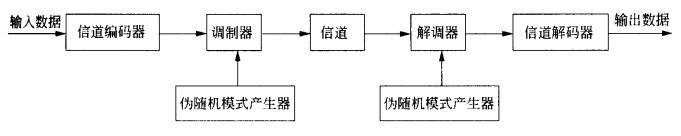 输入数据
信道编码器
调制器
信道
解调器
信道解码器
输出数据
伪随机模式产生器
伪随机模式产生器